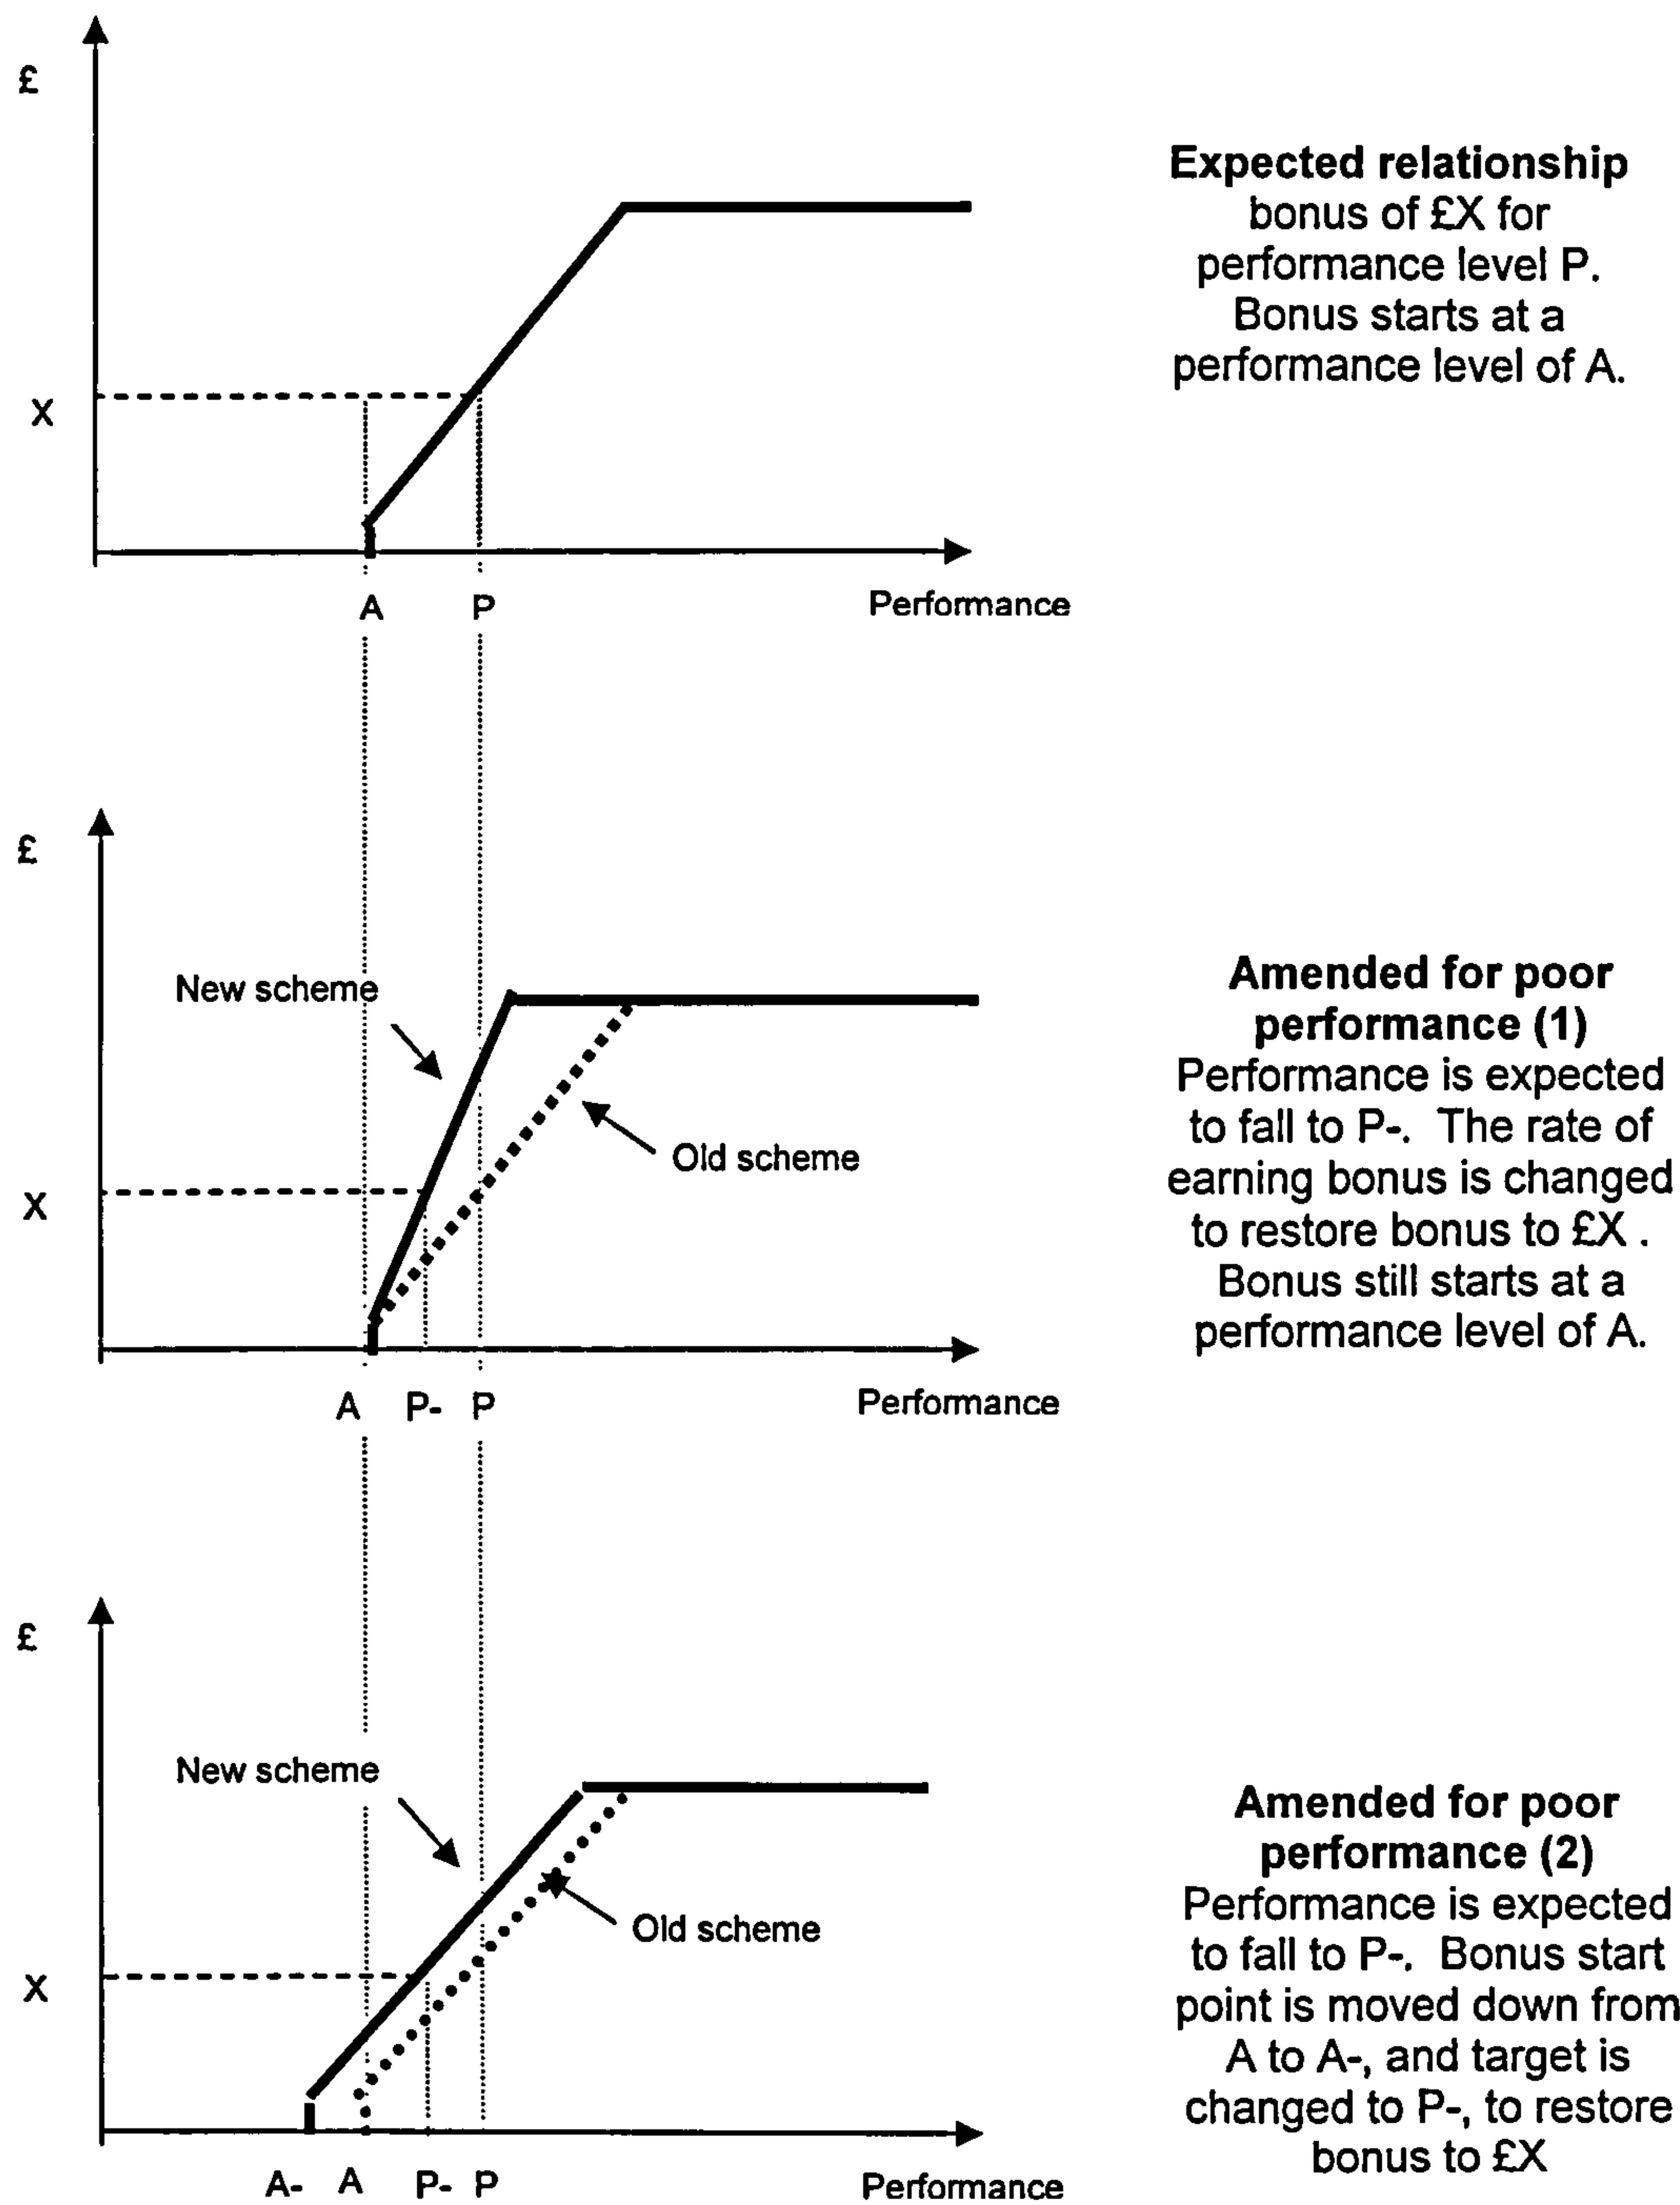 £
Expected relationship
bonus of £X for
performance level P.
Bonus starts at a
performance level of A.
X
A P Performance
£
New scheme
Old scheme
Amended for poor
performance (1)
Performance is expected
to fall to P-. The rate of
earning bonus is changed
to restore bonus to £X .
Bonus still starts at a
performance level of A.
X
A P- P Performance
£
New scheme
Old scheme
Amended for poor
performance (2)
Performance is expected
to fall to P-. Bonus start
point is moved down from
A to A-, and target is
changed to P-, to restore
bonus to £X
X
A- A P- P Performance